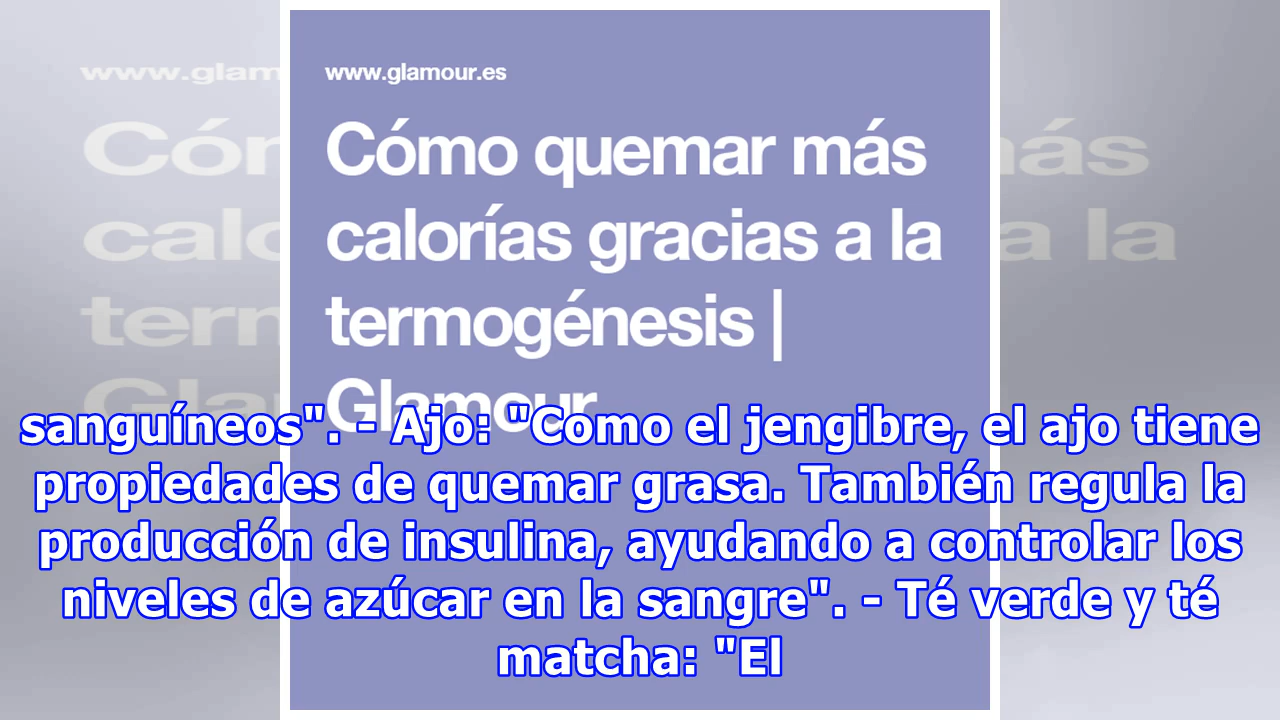 www.glamour.es
Cómo quemar más
calorías gracias a la
termogénesis |
Glamour
sanguíneos". - Ajo: "Como el jengibre, el ajo tiene
propiedades de quemar grasa. También regula la
producción de insulina, ayudando a controlar los
niveles de azúcar en la sangre". - Té verde y té
matcha: "El